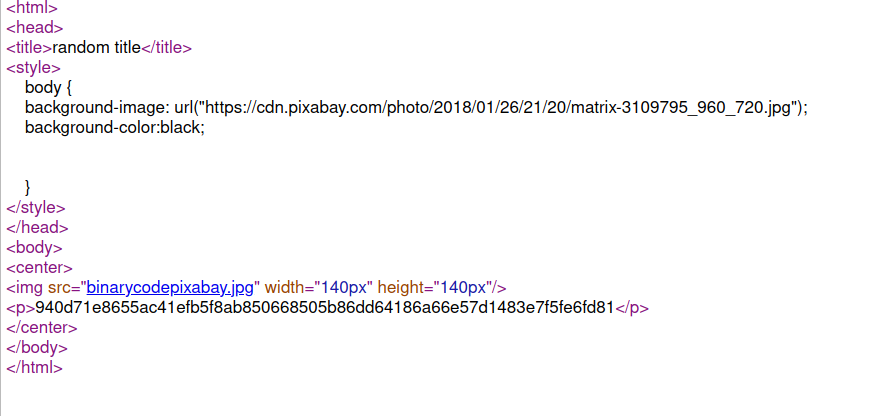 <html>
<head>
<title>random title</title>
<style>
body {
background-image: url("https://cdn.pixabay.com/photo/2018/01/26/21/20/matrix-3109795_960_720.jpg");
background-color:black;
}
</style>
</head>
<body>
<center>
<img src="binarycodepixabay.jpg" width="140px" height="140px"/>
<p>940d71e8655ac41efb5f8ab850668505b86dd64186a66e57d1483e7f5fe6fd81</p>
</center>
</body>
</html>